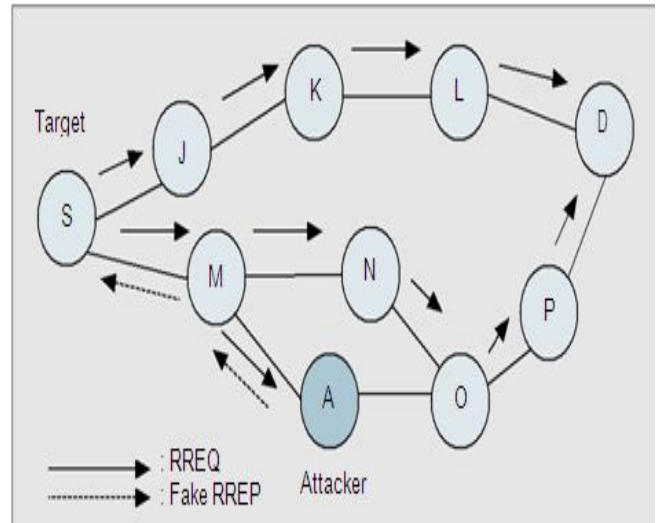 K
L
D
J
Target
S
M
N
P
A
O
: RREQ
: Fake RREP
Attacker